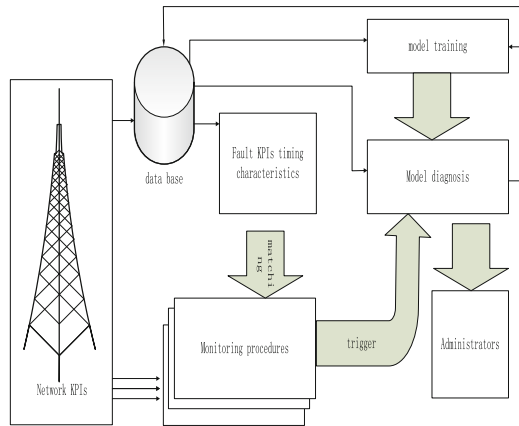 model training
data base
Fault KPIs timing
characteristics
Model diagnosis
matchi
ng
Monitoring procedures
trigger
Administrators
Network KPIs